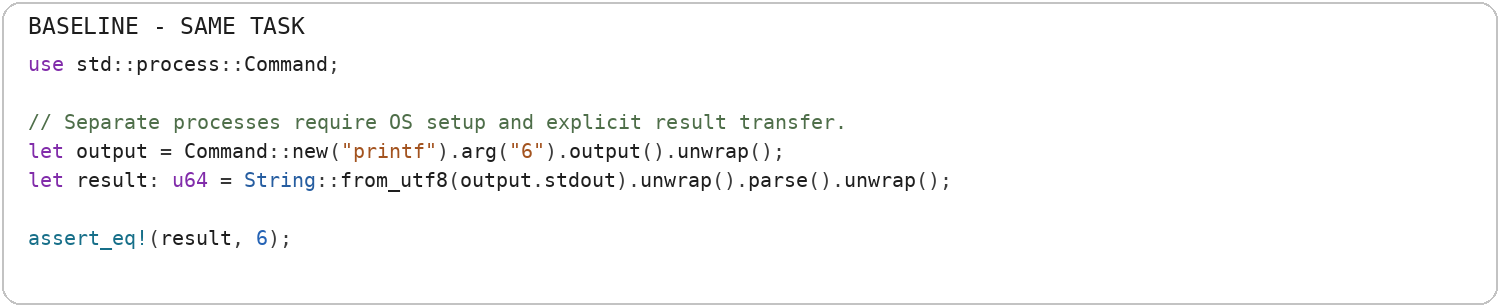 BASELINE - SAME TASK
use std::process::Command;
// Separate processes require OS setup and explicit result transfer.
let output = Command::new("printf").arg("6").output().unwrap();
let result: u64 = String::from_utf8(output.stdout).unwrap().parse().unwrap();
assert_eq!(result, 6);